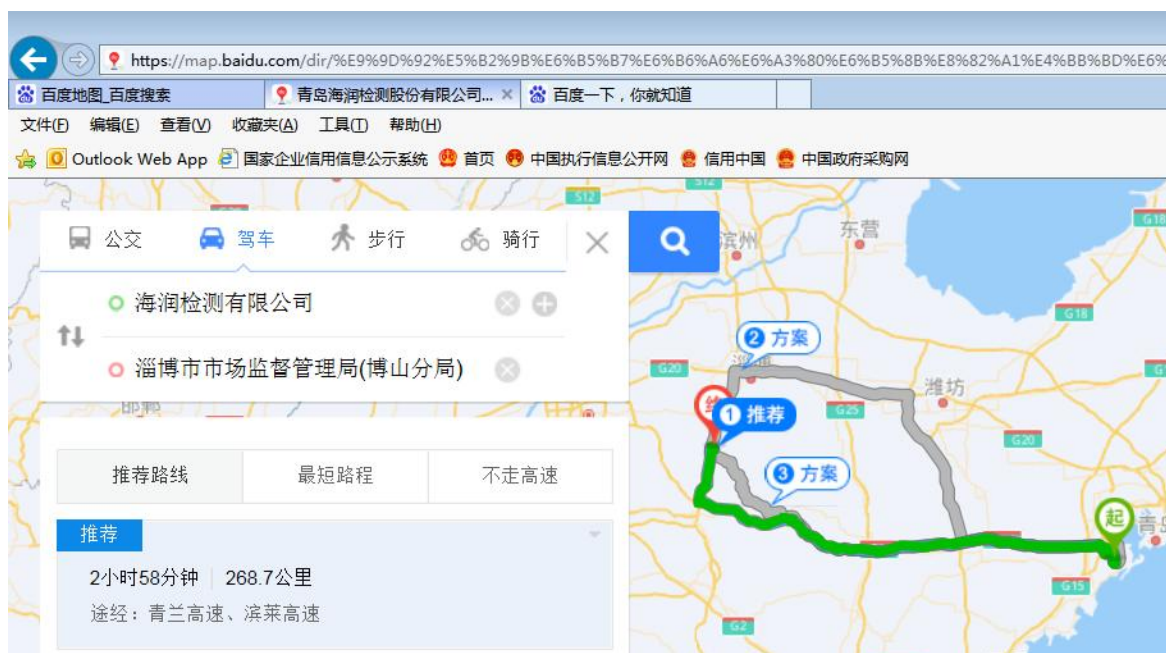 https://map.baidu.com/dir/%E9%9D%92%E5%B2%9B%E6%B5%B7%E6%B6%A6%E6%A3%80%E6%B5%8B%E8%82%A1%E4%BB%BD%E6%
百度地图_百度搜索 青岛海润检测股份有限公司... × 百度一下，你就知道
文件(F) 编辑(E) 查看(V) 收藏夹(A) 工具(T) 帮助(H)
Outlook Web App 国家企业信用信息公示系统 首页 中国执行信息公开网 信用中国 中国政府采购网
S12
S12
公交 驾车 步行 骑行
滨州
东营
G18
海润检测有限公司
G18
淄博市市场监督管理局(博山分局)
2 方案
G20
淄博
潍坊
邯郸
终
1 推荐
G25
G20
推荐路线 最短路程 不走高速
3 方案
推荐
起
青岛
2小时58分钟 268.7公里
G15
途经：青兰高速、滨莱高速
G2